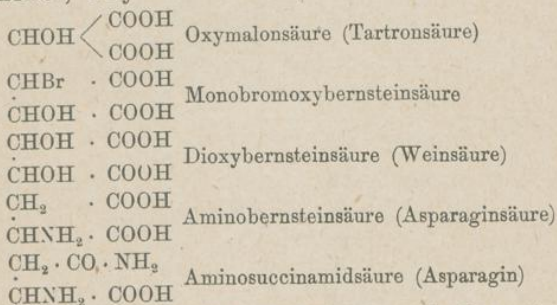 CHOH < COOH
COOH Oxymalonsäure (Tartronsäure)
CHBr · COOH
CHOH · COOH Monobromoxybernsteinsäure
CHOH · COOH
CHOH · COOH Dioxybernsteinsäure (Weinsäure)
CH₂ · COOH
CHNH₂ · COOH Aminobernsteinsäure (Asparaginsäure)
CH₂ · CO · NH₂
CHNH₂ · COOH Aminosuccinamidsäure (Asparagin)